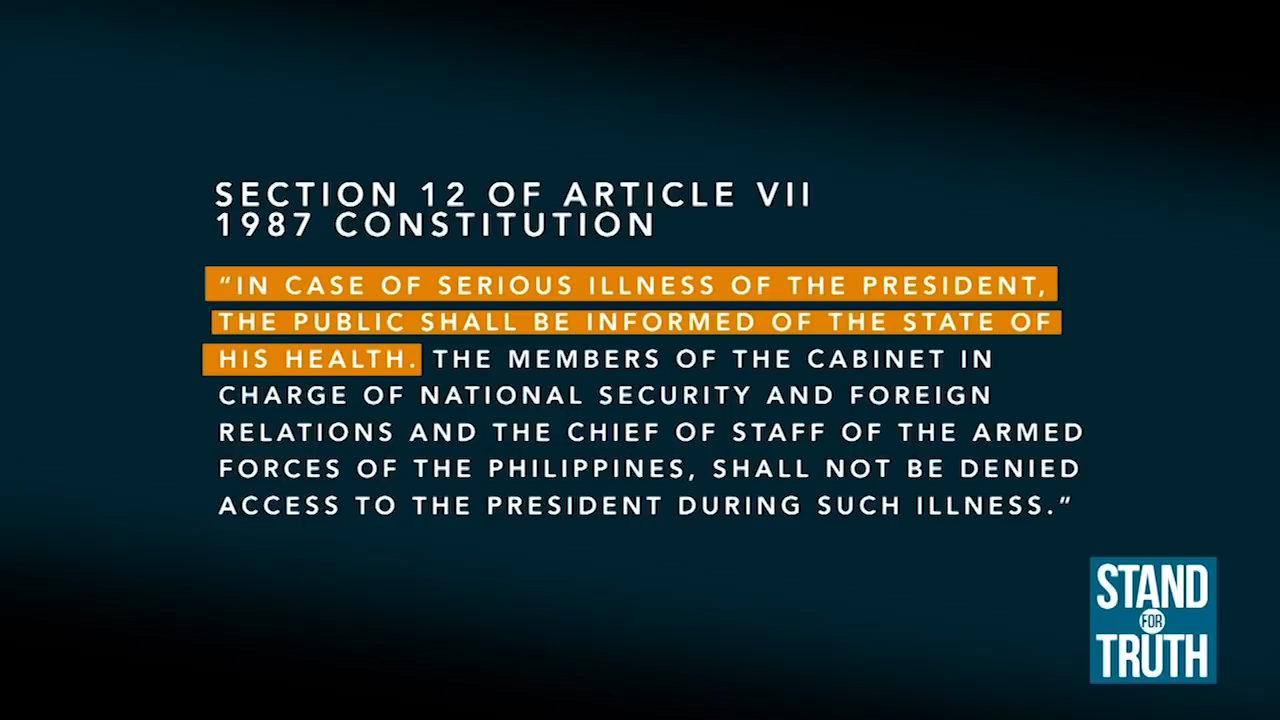 SECTION 12 OF ARTICLE VII
1987 CONSTITUTION
“IN CASE OF SERIOUS ILLNESS OF THE PRESIDENT,
THE PUBLIC SHALL BE INFORMED OF THE STATE OF
HIS HEALTH. THE MEMBERS OF THE CABINET IN
CHARGE OF NATIONAL SECURITY AND FOREIGN
RELATIONS AND THE CHIEF OF STAFF OF THE ARMED
FORCES OF THE PHILIPPINES, SHALL NOT BE DENIED
ACCESS TO THE PRESIDENT DURING SUCH ILLNESS.”
STAND
FOR
TRUTH